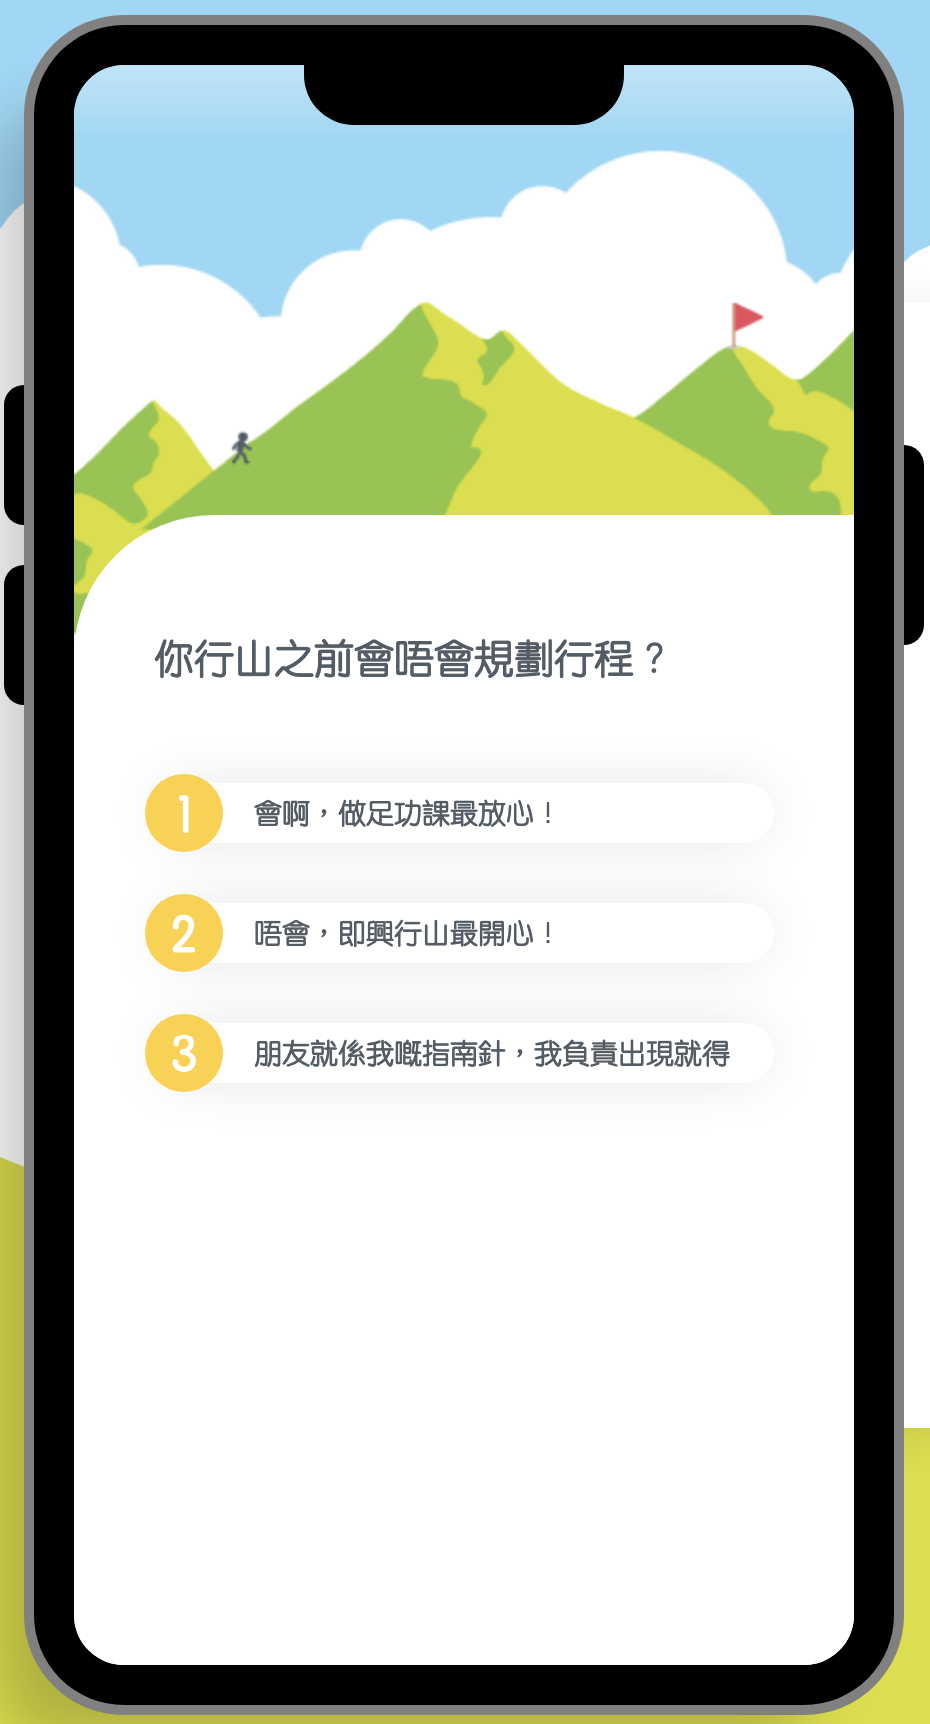 你行山之前會唔會規劃行程？
1 會啊，做足功課最放心！
2 唔會，即興行山最開心！
3 朋友就係我嘅指南針，我負責出現就得